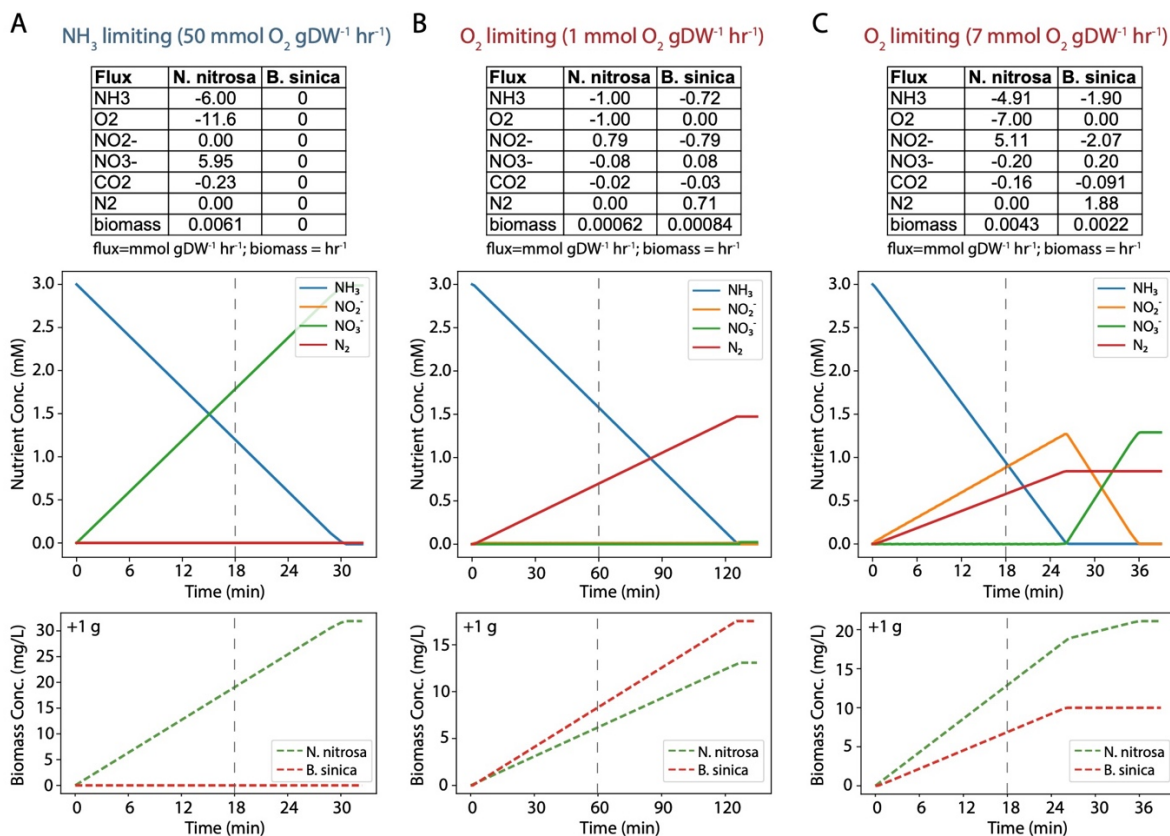 A
NH₃ limiting (50 mmol O₂ gDW⁻¹ hr⁻¹)
Flux N. nitrosa B. sinica
NH3 -6.00 0
O2 -11.6 0
NO2- 0.00 0
NO3- 5.95 0
CO2 -0.23 0
N2 0.00 0
biomass 0.0061 0
flux=mmol gDW⁻¹ hr⁻¹; biomass = hr⁻¹
Nutrient Conc. (mM)
3.0
2.5
2.0
1.5
1.0
0.5
0.0
NH₃
NO₂⁻
NO₃⁻
N₂
0 6 12 18 24 30
Time (min)
Biomass Conc. (mg/L)
+1 g
30
25
20
15
10
5
0
N. nitrosa
B. sinica
0 6 12 18 24 30
Time (min)
B
O₂ limiting (1 mmol O₂ gDW⁻¹ hr⁻¹)
Flux N. nitrosa B. sinica
NH3 -1.00 -0.72
O2 -1.00 0.00
NO2- 0.79 -0.79
NO3- -0.08 0.08
CO2 -0.02 -0.03
N2 0.00 0.71
biomass 0.00062 0.00084
flux=mmol gDW⁻¹ hr⁻¹; biomass = hr⁻¹
Nutrient Conc. (mM)
3.0
2.5
2.0
1.5
1.0
0.5
0.0
NH₃
NO₂⁻
NO₃⁻
N₂
0 30 60 90 120
Time (min)
Biomass Conc. (mg/L)
+1 g
15
10
5
0
N. nitrosa
B. sinica
0 30 60 90 120
Time (min)
C
O₂ limiting (7 mmol O₂ gDW⁻¹ hr⁻¹)
Flux N. nitrosa B. sinica
NH3 -4.91 -1.90
O2 -7.00 0.00
NO2- 5.11 -2.07
NO3- -0.20 0.20
CO2 -0.16 -0.091
N2 0.00 1.88
biomass 0.0043 0.0022
flux=mmol gDW⁻¹ hr⁻¹; biomass = hr⁻¹
Nutrient Conc. (mM)
3.0
2.5
2.0
1.5
1.0
0.5
0.0
NH₃
NO₂⁻
NO₃⁻
N₂
0 6 12 18 24 36 36
Time (min)
Biomass Conc. (mg/L)
+1 g
20
15
10
5
0
N. nitrosa
B. sinica
0 6 12 18 24 36 36
Time (min)